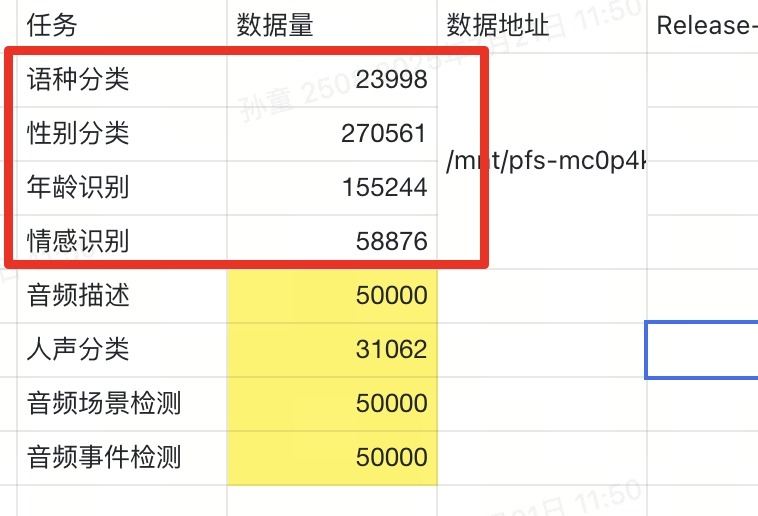 任务 数据量 数据地址 Release-
语种分类 23998
性别分类 270561
/mnt/pfs-mc0p4k
年龄识别 155244
情感识别 58876
音频描述 50000
人声分类 31062
音频场景检测 50000
音频事件检测 50000